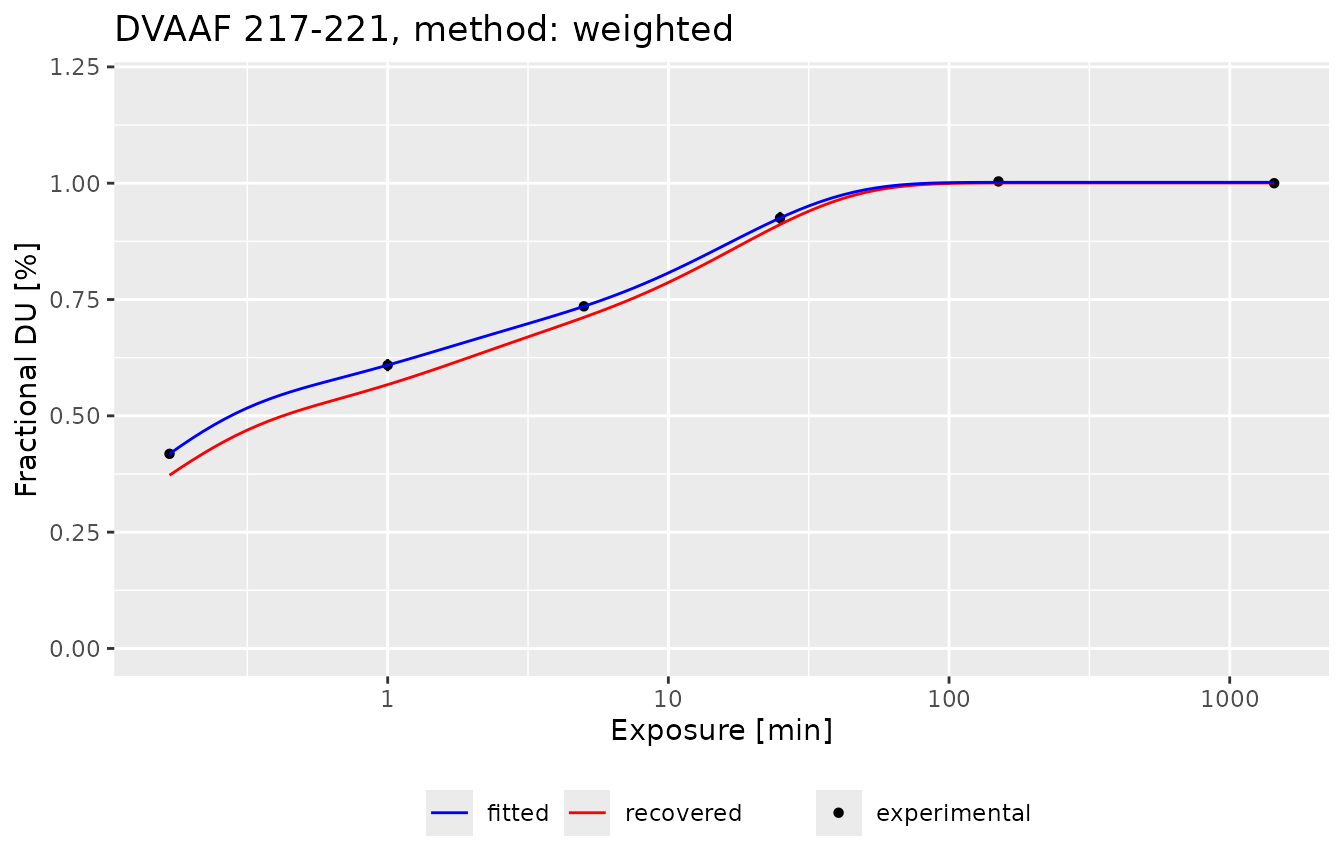 DVAAF 217-221, method: weighted
Fractional DU [%]
1.25
1.00
0.75
0.50
0.25
0.00
1 10 100 1000
Exposure [min]
fitted recovered experimental